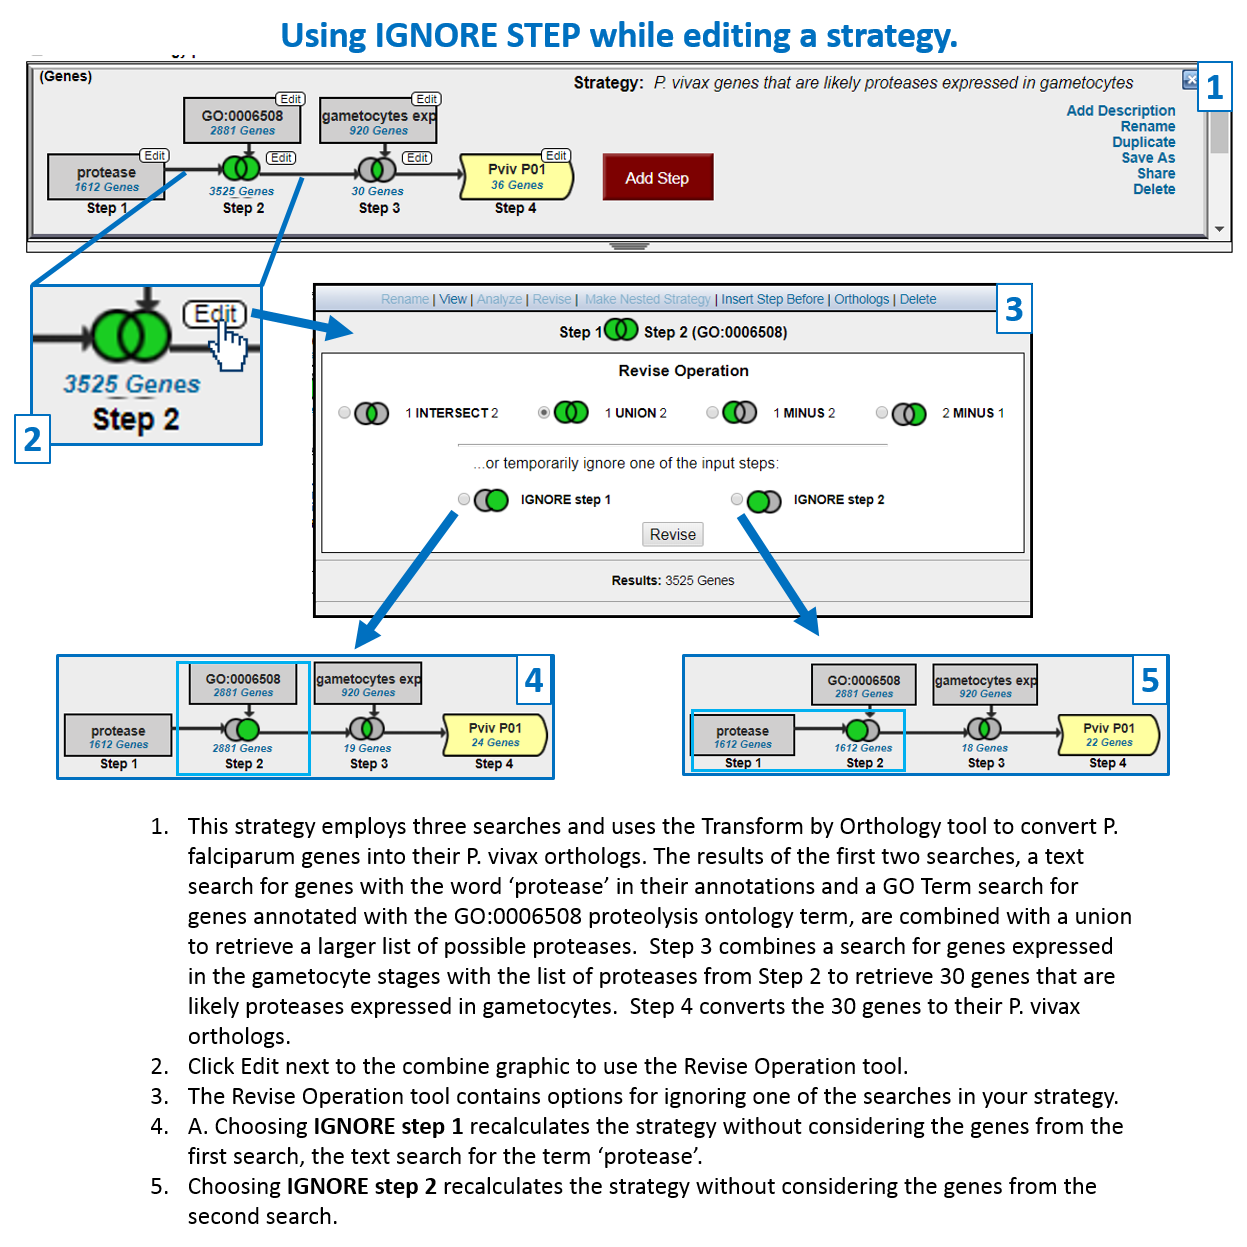 Using IGNORE STEP while editing a strategy.
(Genes)
Strategy: P. vivax genes that are likely proteases expressed in gametocytes
1
Add Description
Rename
Duplicate
Save As
Share
Delete
Edit
GO:0006508
2881 Genes
Edit
gametocytes exp
920 Genes
Edit
protease
1612 Genes
Step 1
Edit
3525 Genes
Step 2
Edit
30 Genes
Step 3
Edit
Pviv P01
36 Genes
Step 4
Add Step
Edit
3525 Genes
Step 2
2
Rename | View | Analyze | Revise | Make Nested Strategy | Insert Step Before | Orthologs | Delete
3
Step 1 Step 2 (GO:0006508)
Revise Operation
1 INTERSECT 2 1 UNION 2 1 MINUS 2 2 MINUS 1
...or temporarily ignore one of the input steps:
IGNORE step 1 IGNORE step 2
Revise
Results: 3525 Genes
4
GO:0006508
2881 Genes
gametocytes exp
920 Genes
protease
1612 Genes
Step 1
2881 Genes
Step 2
19 Genes
Step 3
Pviv P01
24 Genes
Step 4
5
GO:0006508
2881 Genes
gametocytes exp
920 Genes
protease
1612 Genes
Step 1
1612 Genes
Step 2
18 Genes
Step 3
Pviv P01
22 Genes
Step 4
1. This strategy employs three searches and uses the Transform by Orthology tool to convert P.
falciparum genes into their P. vivax orthologs. The results of the first two searches, a text
search for genes with the word ‘protease’ in their annotations and a GO Term search for
genes annotated with the GO:0006508 proteolysis ontology term, are combined with a union
to retrieve a larger list of possible proteases. Step 3 combines a search for genes expressed
in the gametocyte stages with the list of proteases from Step 2 to retrieve 30 genes that are
likely proteases expressed in gametocytes. Step 4 converts the 30 genes to their P. vivax
orthologs.
2. Click Edit next to the combine graphic to use the Revise Operation tool.
3. The Revise Operation tool contains options for ignoring one of the searches in your strategy.
4. A. Choosing IGNORE step 1 recalculates the strategy without considering the genes from the
first search, the text search for the term ‘protease’.
5. Choosing IGNORE step 2 recalculates the strategy without considering the genes from the
second search.